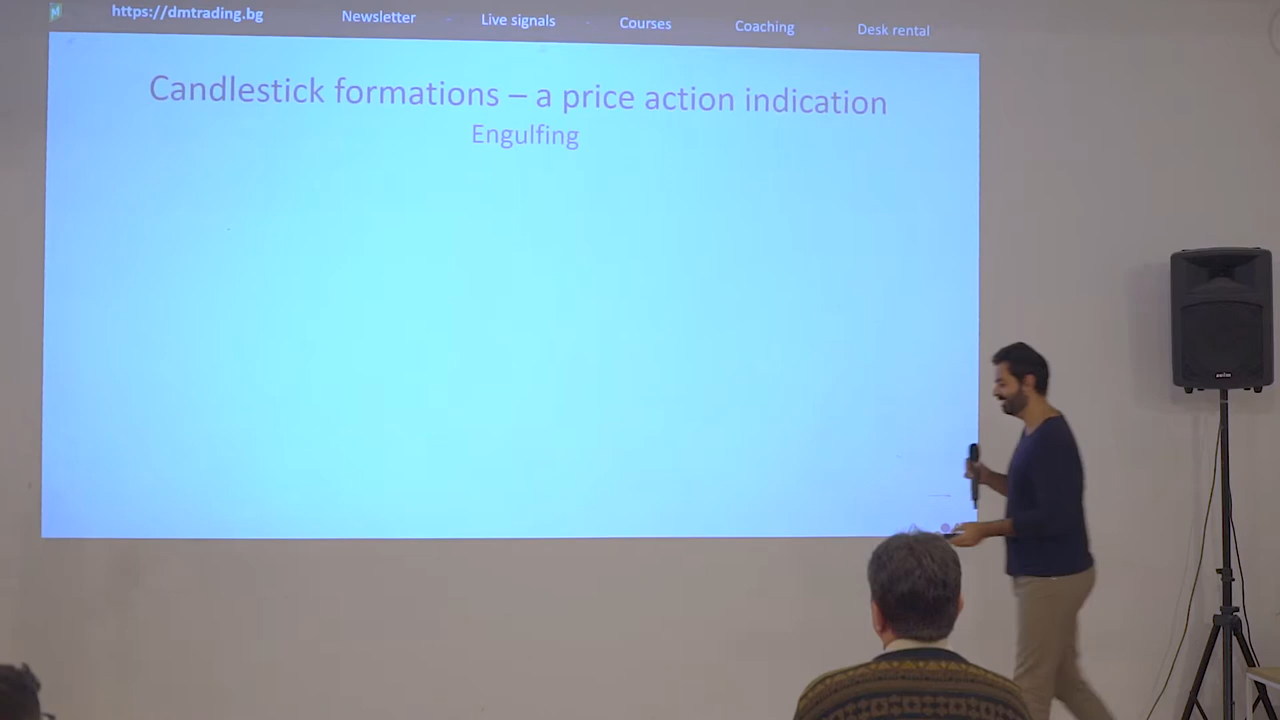 https://dmtrading.bg Newsletter - Live signals - Courses Coaching Desk rental
Candlestick formations – a price action indication
Engulfing